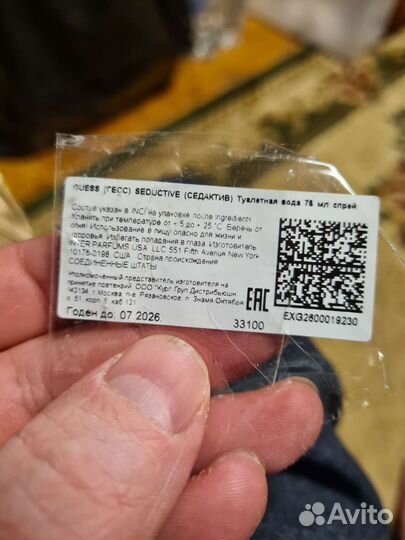 GUESS (ГЕСС) SEDUCTIVE (СЕДАКТИВ) Туалетная вода 75 мл спрей
Состав указан в INCI на упаковке после Ingredients
Хранить при температуре от + 5 до + 25 °C. Беречь от
огня! Использование в пищу опасно для жизни и
здоровья. Избегать попадания в глаза. Изготовитель
INTER PARFUMS USA, LLC 551 Fifth Avenue New York
10176-0198 США Страна происхождения
СОЕДИНЕННЫЕ ШТАТЫ
Уполномоченный представитель изготовителя на
принятие претензий ООО "Курс Груп Дистрибьюшн"
г. Москва п-е Рязановское, п. Знамя Октября
корп. 5 каб 121
Годен до: 07 2026
EAC
33100
EXG2600019230
Avito